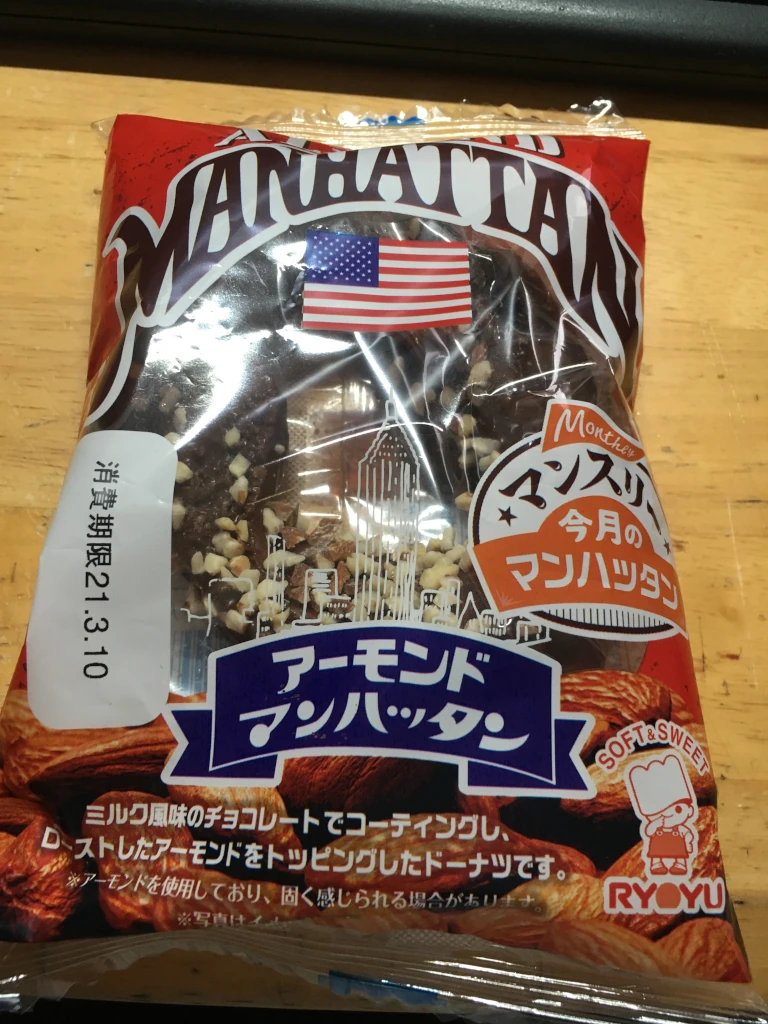 MANHATTAN
消費期限21.3.10
Monthly
マンスリー
今月の
マンハッタン
アーモンド
マンハッタン
SOFT&SWEET
RYOYU
ミルク風味のチョコレートでコーティングし、
ローストしたアーモンドをトッピングしたドーナツです。
※アーモンドを使用しており、固く感じられる場合があります。
※写真は